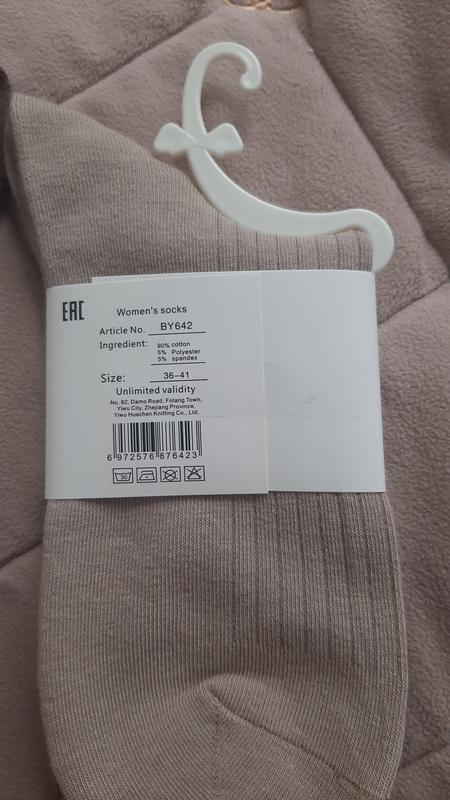 EAC
Women's socks
Article No. BY642
Ingredient: 90% cotton
5% Polyester
5% spandex
Size: 36-41
Unlimited validity
No. 82, Damo Road, Fotang Town,
Yiwu City, Zhejiang Province,
Yiwu Huachen Knitting Co., Ltd.
6 972576 876423
30